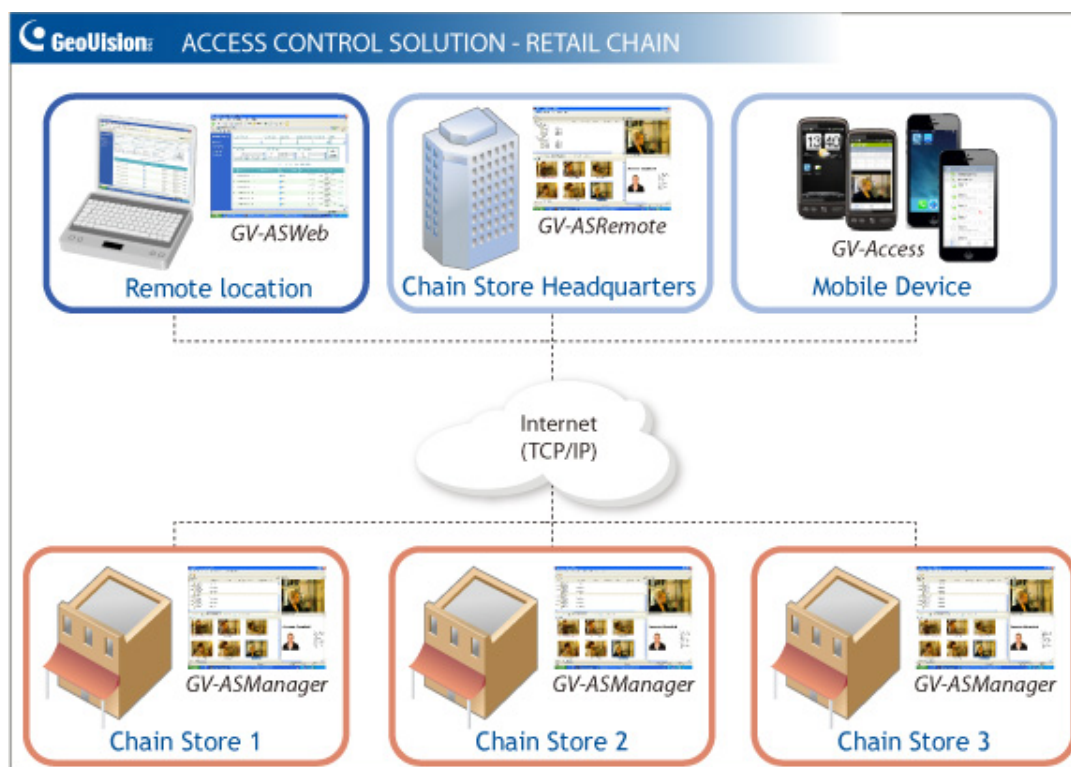 GeoVision
ACCESS CONTROL SOLUTION - RETAIL CHAIN
GV-ASWeb
Remote location
GV-ASRemote
Chain Store Headquarters
GV-Access
Mobile Device
Internet
(TCP/IP)
GV-ASManager
Chain Store 1
GV-ASManager
Chain Store 2
GV-ASManager
Chain Store 3